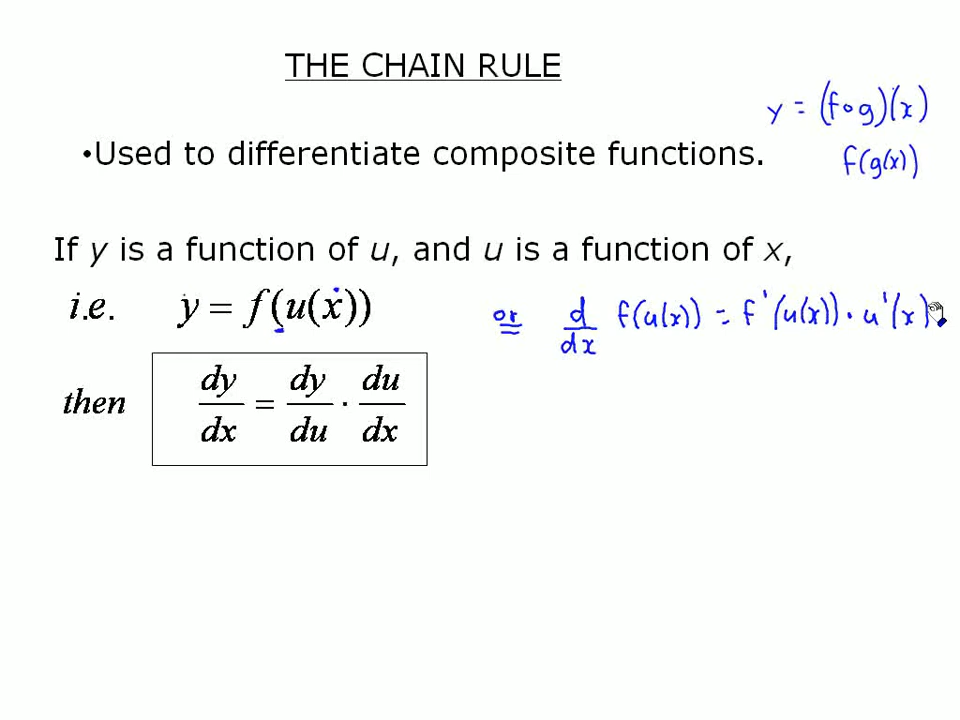 THE CHAIN RULE
y = (f∘g)(x)
•Used to differentiate composite functions.
f(g(x))
If y is a function of u, and u is a function of x,
i.e. y = f(u(x))
or d/dx f(u(x)) = f'(u(x)) · u'(x)
then dy/dx = dy/du · du/dx